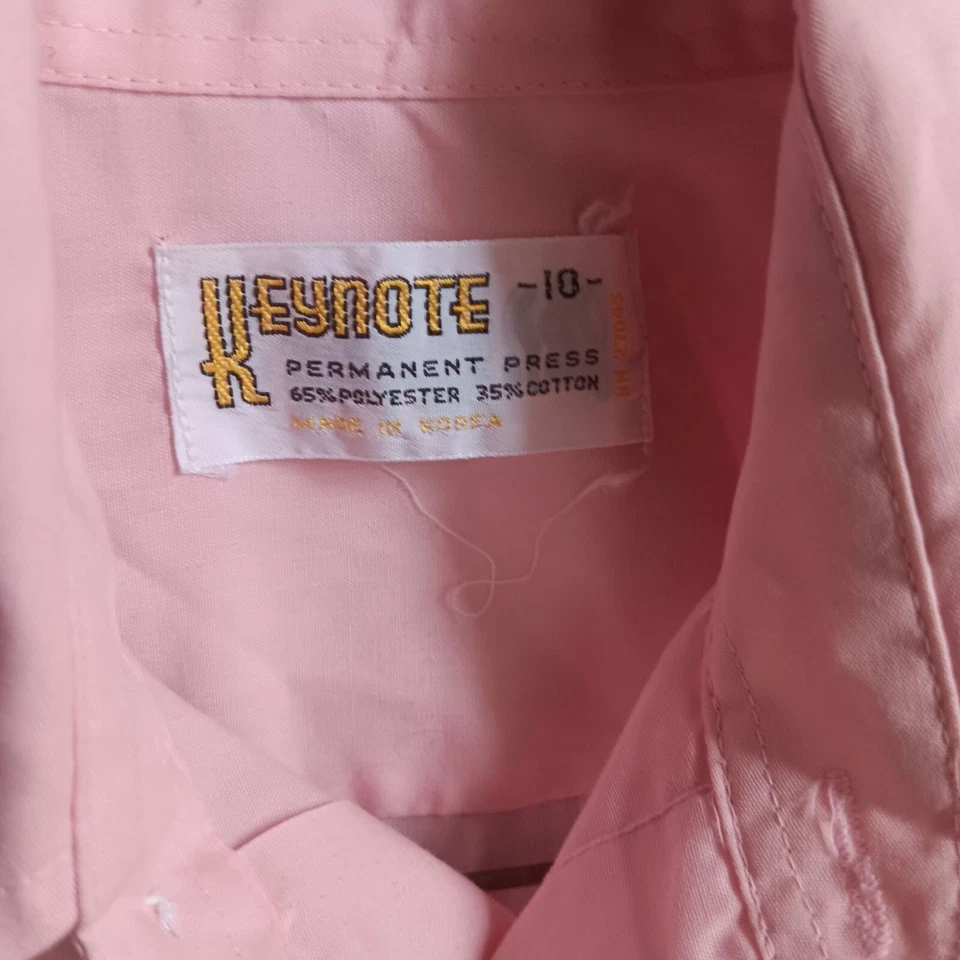 KEYNOTE -10-
PERMANENT PRESS
65% POLYESTER 35% COTTON
MADE IN KOREA